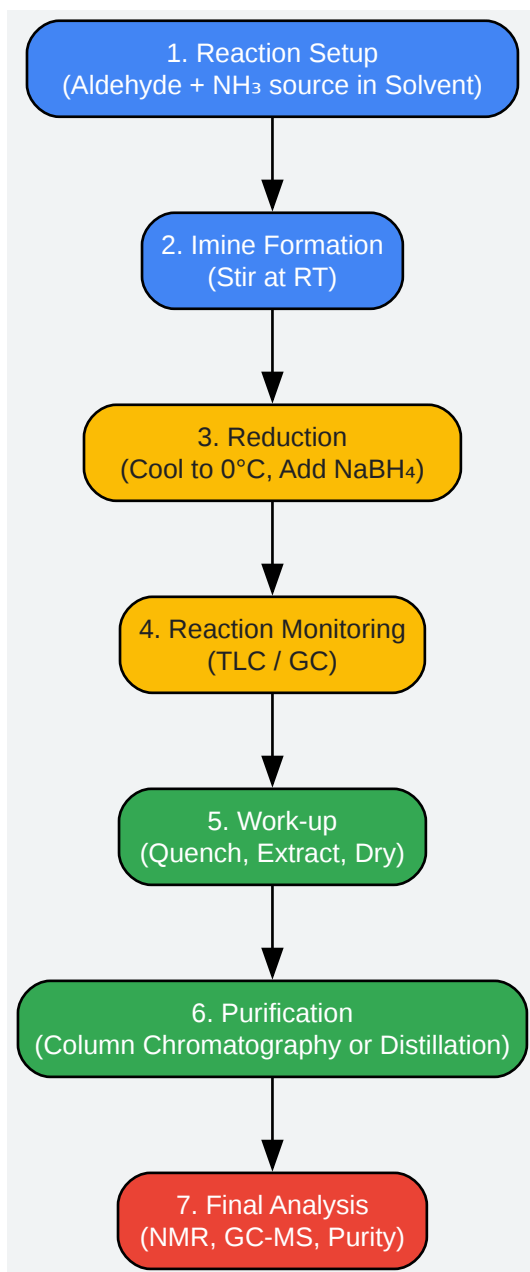 1. Reaction Setup
(Aldehyde + NH₃ source in Solvent)
2. Imine Formation
(Stir at RT)
3. Reduction
(Cool to 0°C, Add NaBH₄)
4. Reaction Monitoring
(TLC / GC)
5. Work-up
(Quench, Extract, Dry)
6. Purification
(Column Chromatography or Distillation)
7. Final Analysis
(NMR, GC-MS, Purity)